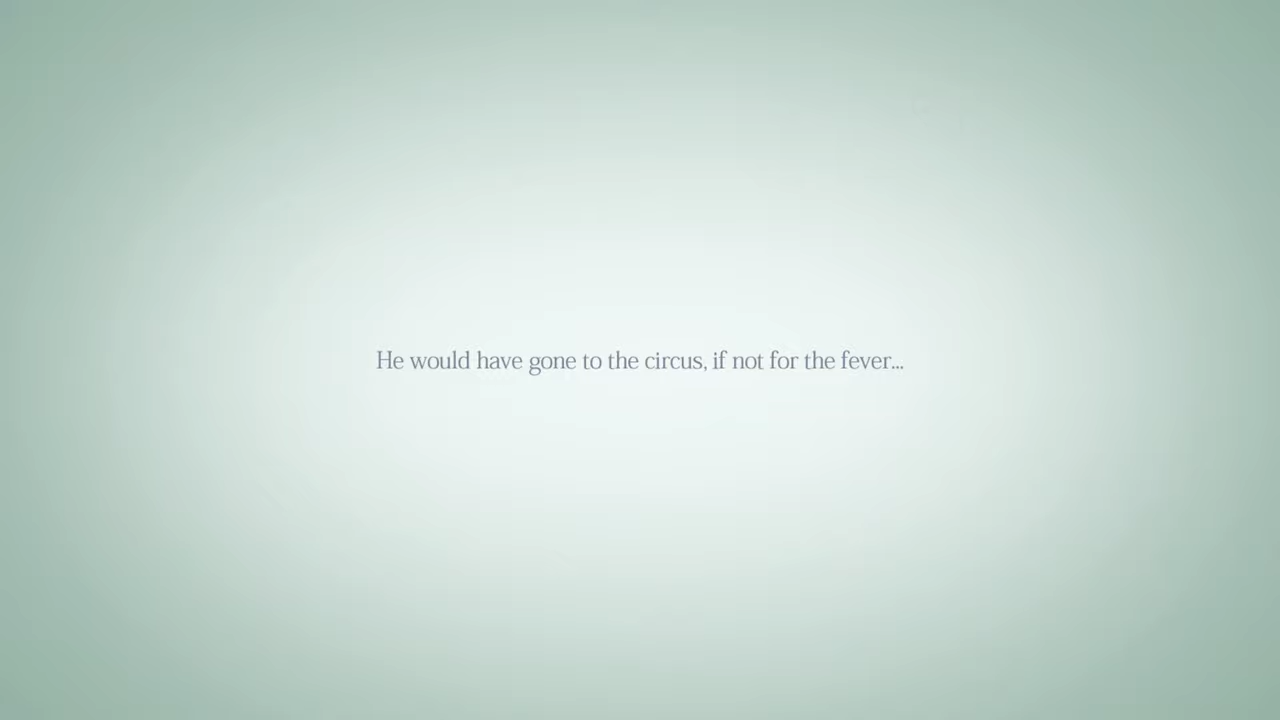 He would have gone to the circus, if not for the fever...